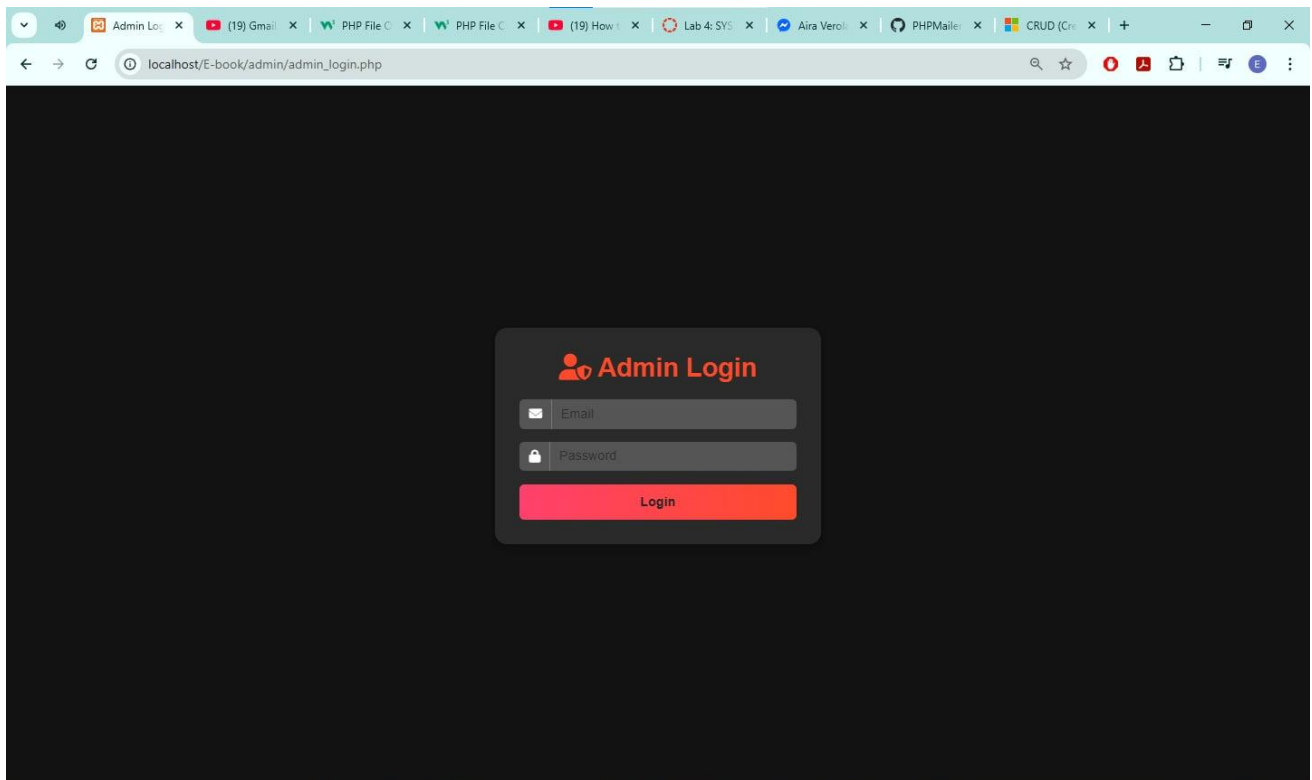 Admin Log
(19) Gmail
PHP File C
PHP File C
(19) How t
Lab 4: SYS
Aira Verola
PHPMailer
CRUD (Cre
localhost/E-book/admin/admin_login.php
E
Admin Login
Email
Password
Login